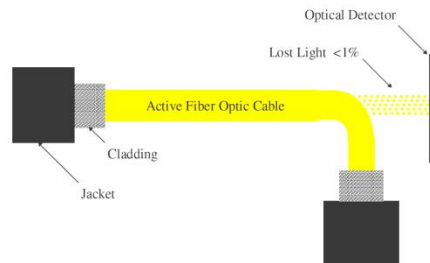 Optical Detector
Lost Light <1%
Active Fiber Optic Cable
Cladding
Jacket